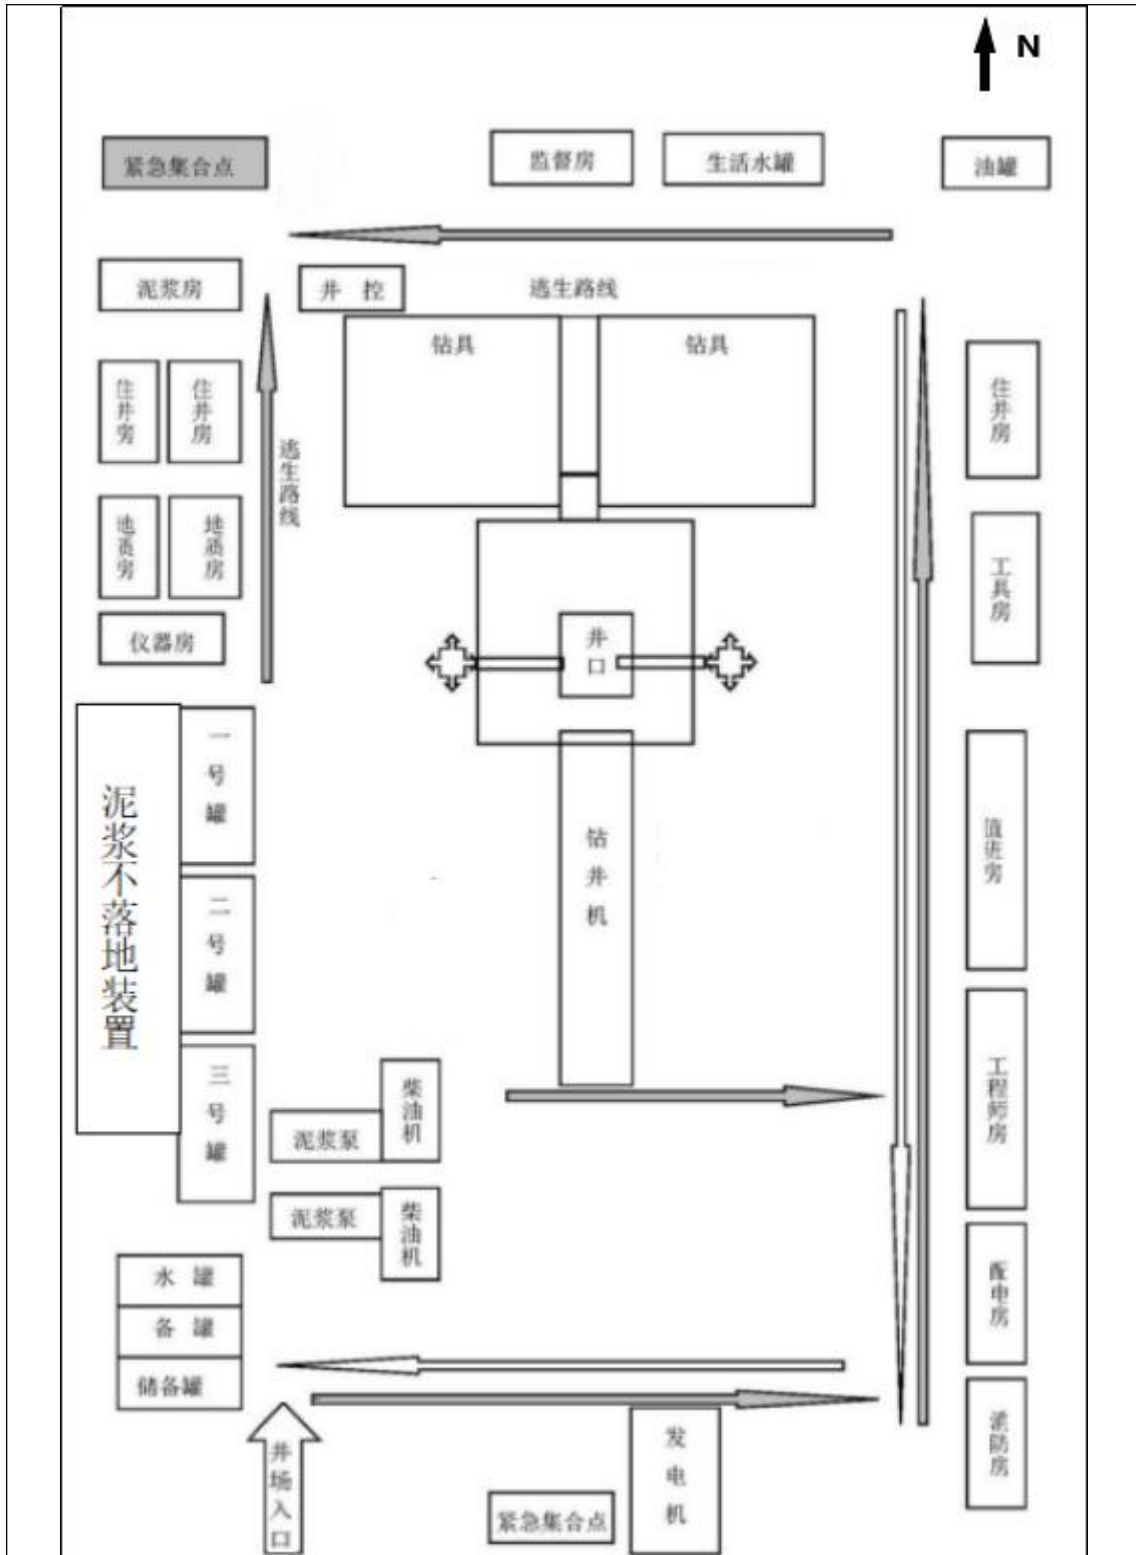 N
紧急集合点
监督房
生活水罐
油罐
泥浆房
井 控
逃生路线
钻具
钻具
住井房
住井房
住井房
逃生路线
地质房
地质房
工具房
仪器房
井口
一号罐
泥浆不落地装置
值班房
钻井机
二号罐
三号罐
柴油机
泥浆泵
工程师房
泥浆泵
柴油机
水 罐
备 罐
储备罐
配电房
消防房
井场入口
发电机
紧急集合点